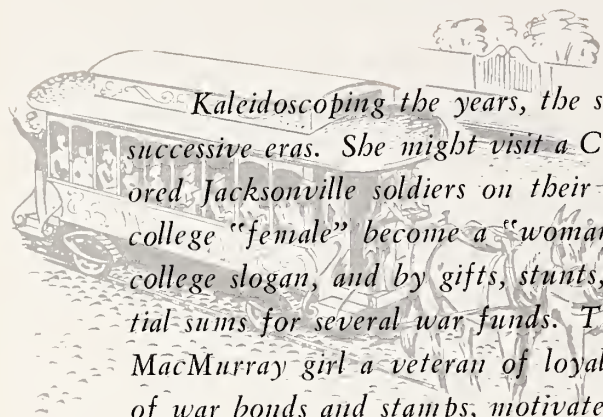 Kaleidoscoping the years, the s
successive eras. She might visit a C
ored Jacksonville soldiers on their
college "female" become a "woman
college slogan, and by gifts, stunts,
tial sums for several war funds. T
MacMurray girl a veteran of loyal
of war bonds and stamps, motivate